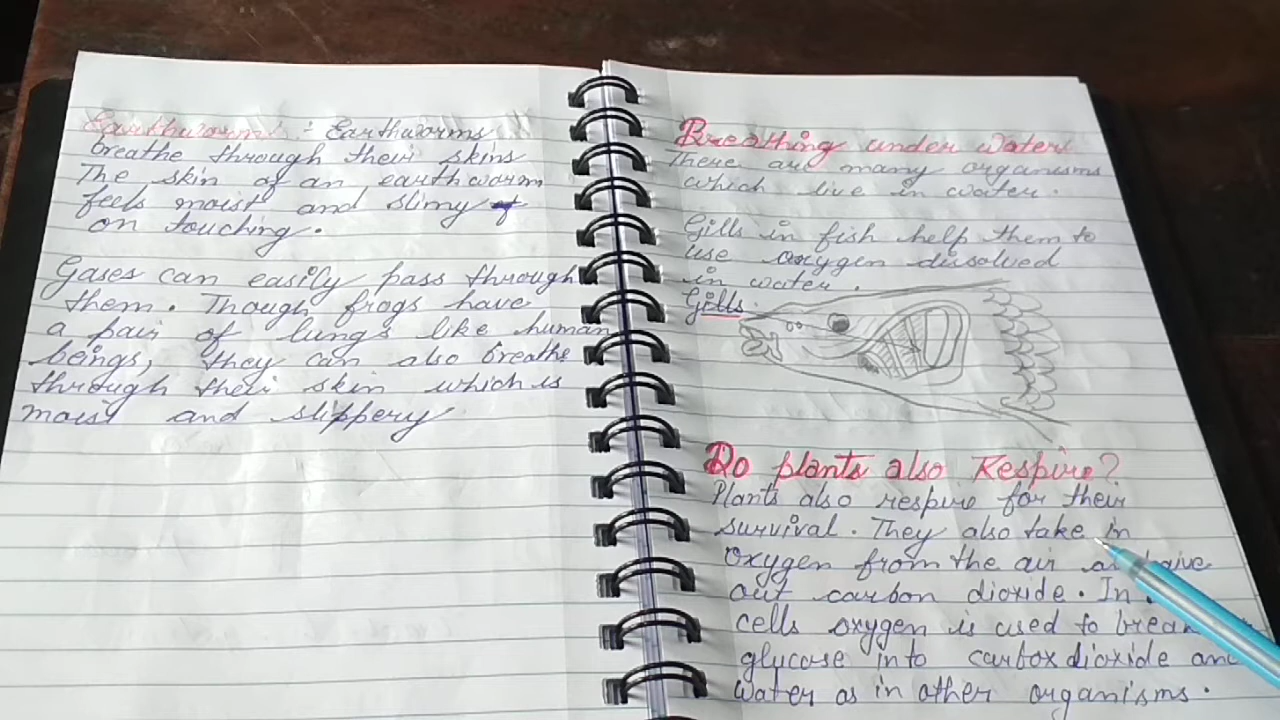 Earthworms : Earthworms
breathe through their skins
The skin of an earthworm
feels moist and slimy
on touching.
Gases can easily pass through
them. Though frogs have
a pair of lungs like human
beings, they can also breathe
through their skin which is
moist and slippery.
Breathing under Water
There are many organisms
which live in water.
Gills in fish help them to
use oxygen dissolved
in water.
Gills.
Do plants also Respire?
Plants also respire for their
survival. They also take in
oxygen from the air give
out carbon dioxide. In
cells oxygen is used to break
glycose into carbox dioxide and
water as in other organisms.